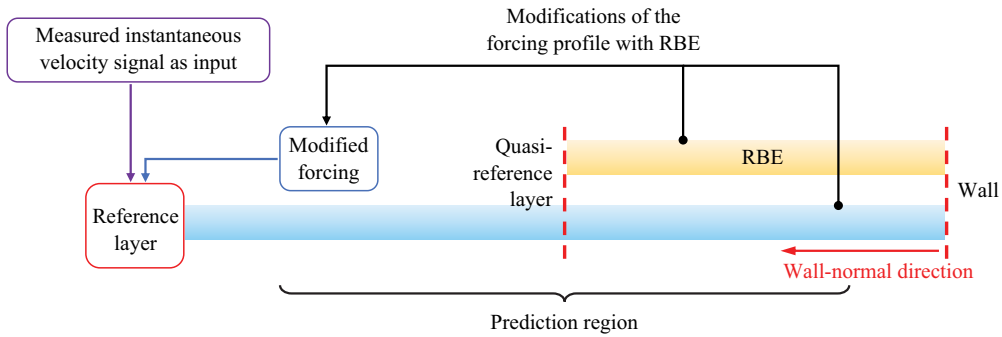 Modifications of the
forcing profile with RBE
Measured instantaneous
velocity signal as input
Modified
forcing
Quasi-
reference
layer
RBE
Wall
Reference
layer
Wall-normal direction
Prediction region